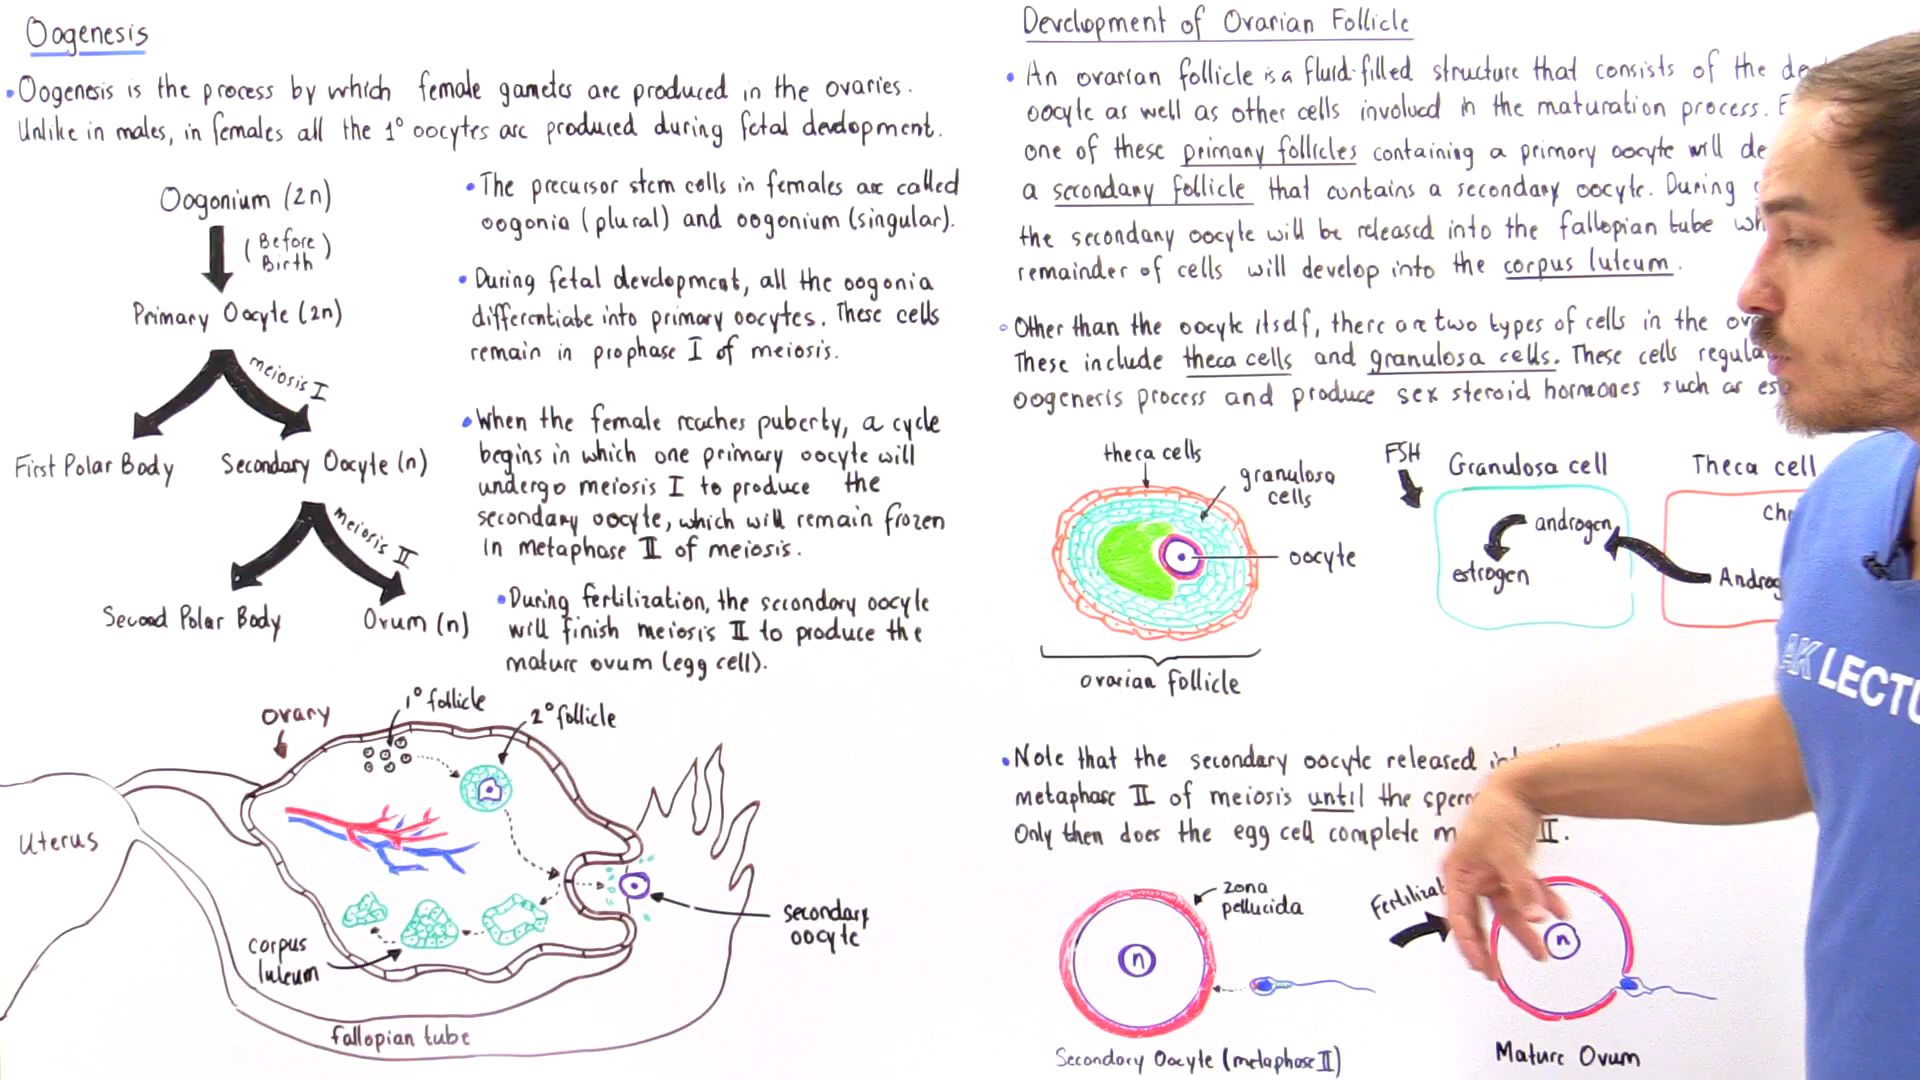 Oogenesis
• Oogenesis is the process by which female gametes are produced in the ovaries.
Unlike in males, in females all the 1° oocytes are produced during fetal development.
Oogonium (2n)
(Before Birth)
Primary Oocyte (2n)
meiosis I
First Polar Body
Secondary Oocyte (n)
meiosis II
Second Polar Body
Ovum (n)
• The precursor stem cells in females are called
oogonia (plural) and oogonium (singular).
• During fetal development, all the oogonia
differentiate into primary oocytes. These cells
remain in prophase I of meiosis.
• When the female reaches puberty, a cycle
begins in which one primary oocyte will
undergo meiosis I to produce the
secondary oocyte, which will remain frozen
in metaphase II of meiosis.
• During fertilization, the secondary oocyte
will finish meiosis II to produce the
mature ovum (egg cell).
ovary
1° follicle
2° follicle
uterus
corpus
luteum
secondary
oocyte
fallopian tube
Development of Ovarian Follicle
• An ovarian follicle is a fluid-filled structure that consists of the
oocyte as well as other cells involved in the maturation process.
one of these primary follicles containing a primary oocyte will
a secondary follicle that contains a secondary oocyte. During
the secondary oocyte will be released into the fallopian tube
remainder of cells will develop into the corpus luteum.
• Other than the oocyte itself, there are two types of cells in the
These include theca cells and granulosa cells. These cells
oogenesis process and produce sex steroid hormones such as
theca cells
granulosa
cells
oocyte
ovarian follicle
FSH
Granulosa cell
androgen
estrogen
Theca cell
AK LECTU
• Note that the secondary oocyte released
metaphase II of meiosis until the
Only then does the egg cell complete II.
zona
pellucida
n
Secondary Oocyte (metaphase II)
n
Mature Ovum